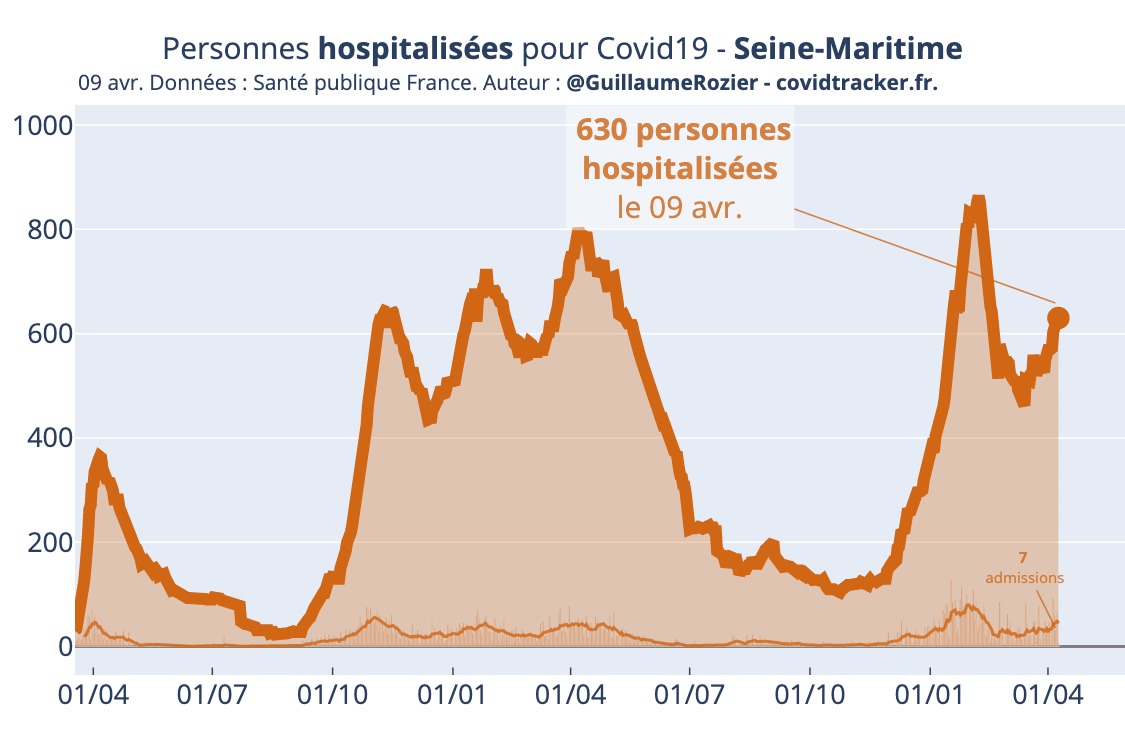 Personnes hospitalisées pour Covid19 - Seine-Maritime
09 avr. Données : Santé publique France. Auteur : @GuillaumeRozier - covidtracker.fr.
1000
630 personnes
hospitalisées
le 09 avr.
800
600
400
200
7
admissions
0
01/04 01/07 01/10 01/01 01/04 01/07 01/10 01/01 01/04